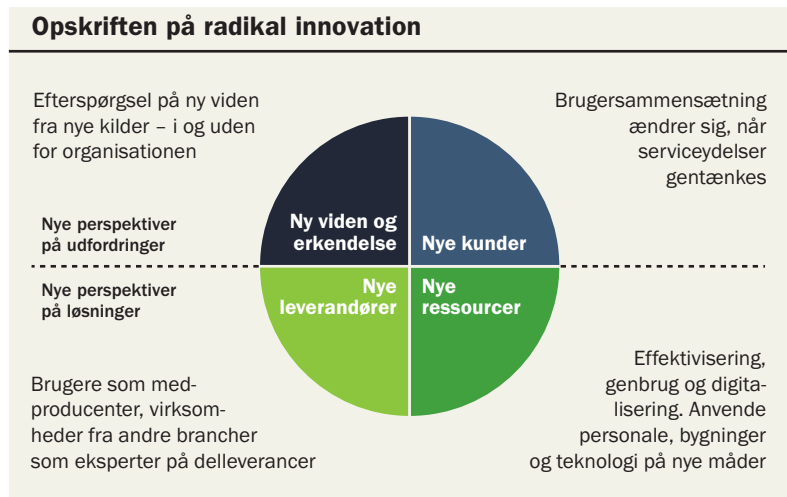 Opskriften på radikal innovation
Efterspørgsel på ny viden
fra nye kilder – i og uden
for organisationen
Brugersammensætning
ændrer sig, når
serviceydelser
gentænkes
Nye perspektiver
på udfordringer
Ny viden og
erkendelse
Nye kunder
Nye perspektiver
på løsninger
Nye
leverandører
Nye
ressourcer
Brugere som med-
producenter, virksom-
heder fra andre brancher
som eksperter på delleverancer
Effektivisering,
genbrug og digita-
lisering. Anvende
personale, bygninger
og teknologi på nye måder